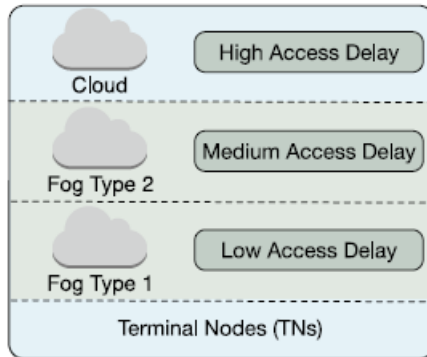 High Access Delay
Cloud
Medium Access Delay
Fog Type 2
Low Access Delay
Fog Type 1
Terminal Nodes (TNs)